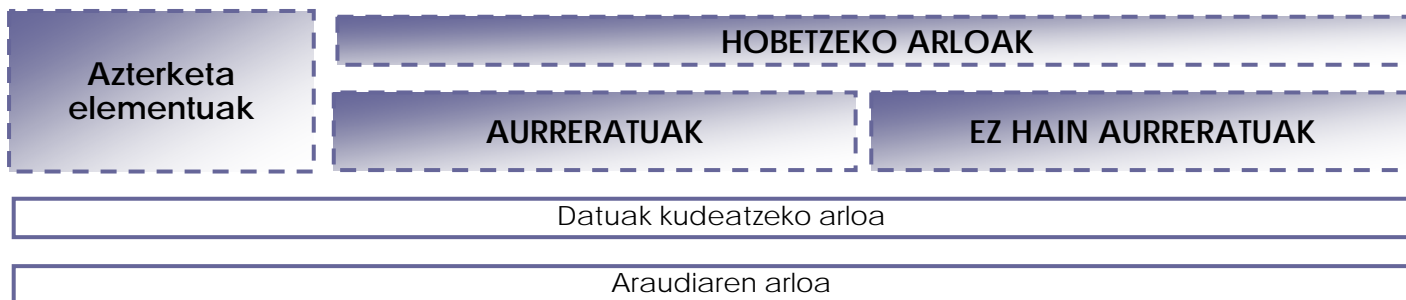 Azterketa
elementuak
HOBETZEKO ARLOAK
AURRERATUAK
EZ HAIN AURRERATUAK
Datuak kudeatzeko arloa
Araudiaren arloa